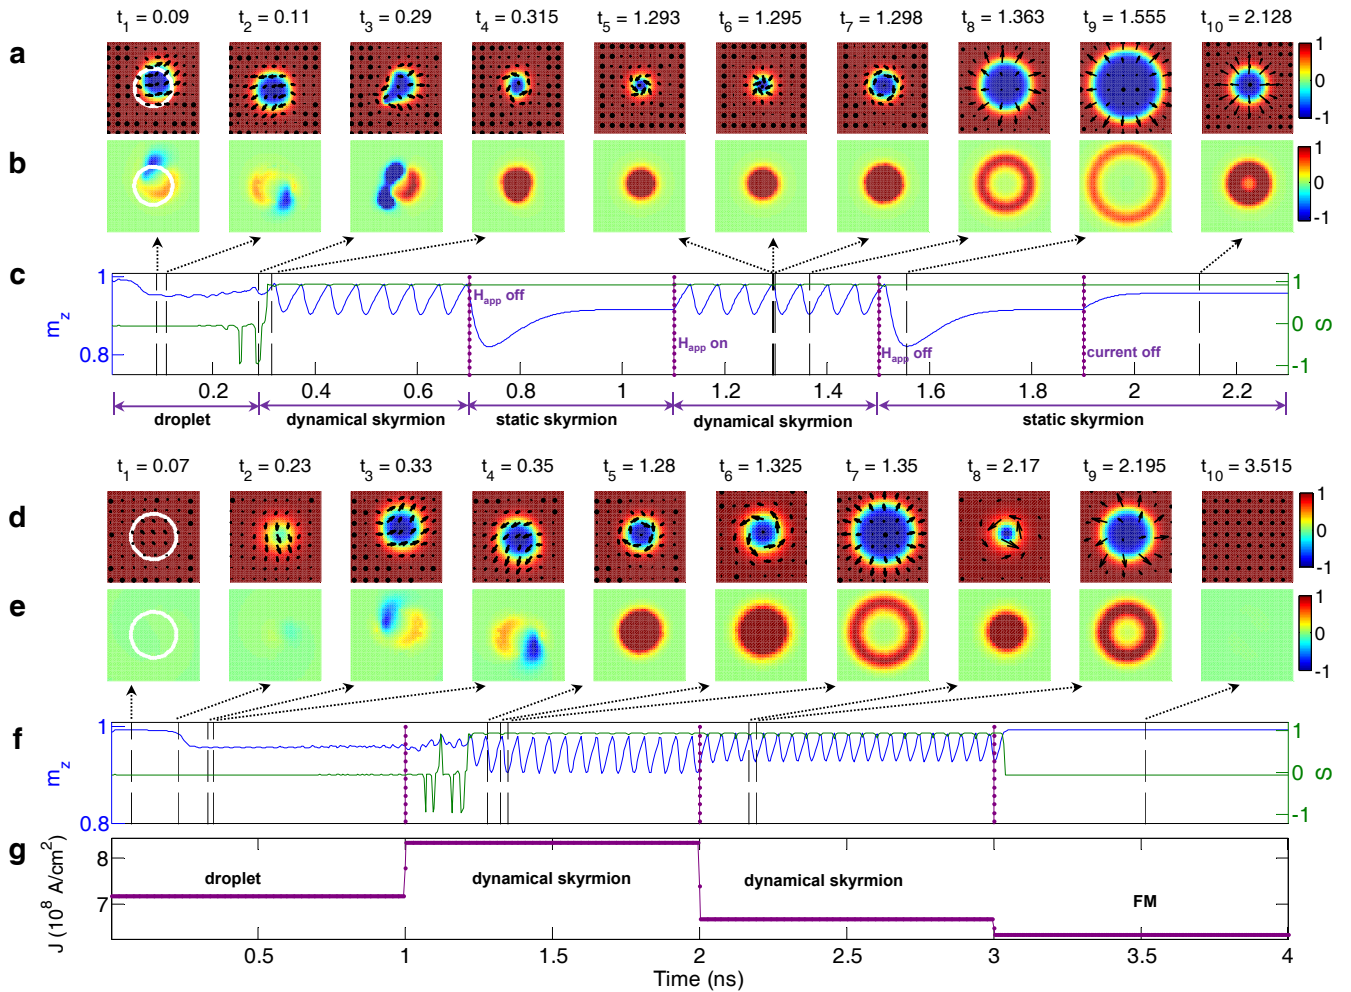 t1 = 0.09 t2 = 0.11 t3 = 0.29 t4 = 0.315 t5 = 1.293 t6 = 1.295 t7 = 1.298 t8 = 1.363 t9 = 1.555 t10 = 2.128
a
1
0
-1
b
1
0
-1
c
1
0.8
mz
Happ off
Happ on
Happ off
current off
1
0
-1
S
0.2 0.4 0.6 0.8 1 1.2 1.4 1.6 1.8 2 2.2
droplet dynamical skyrmion static skyrmion dynamical skyrmion static skyrmion
t1 = 0.07 t2 = 0.23 t3 = 0.33 t4 = 0.35 t5 = 1.28 t6 = 1.325 t7 = 1.35 t8 = 2.17 t9 = 2.195 t10 = 3.515
d
1
0
-1
e
1
0
-1
f
1
0.8
mz
1
0
-1
S
g
8
7
J (10^8 A/cm^2)
droplet dynamical skyrmion dynamical skyrmion FM
0.5 1 1.5 2 2.5 3 3.5 4
Time (ns)